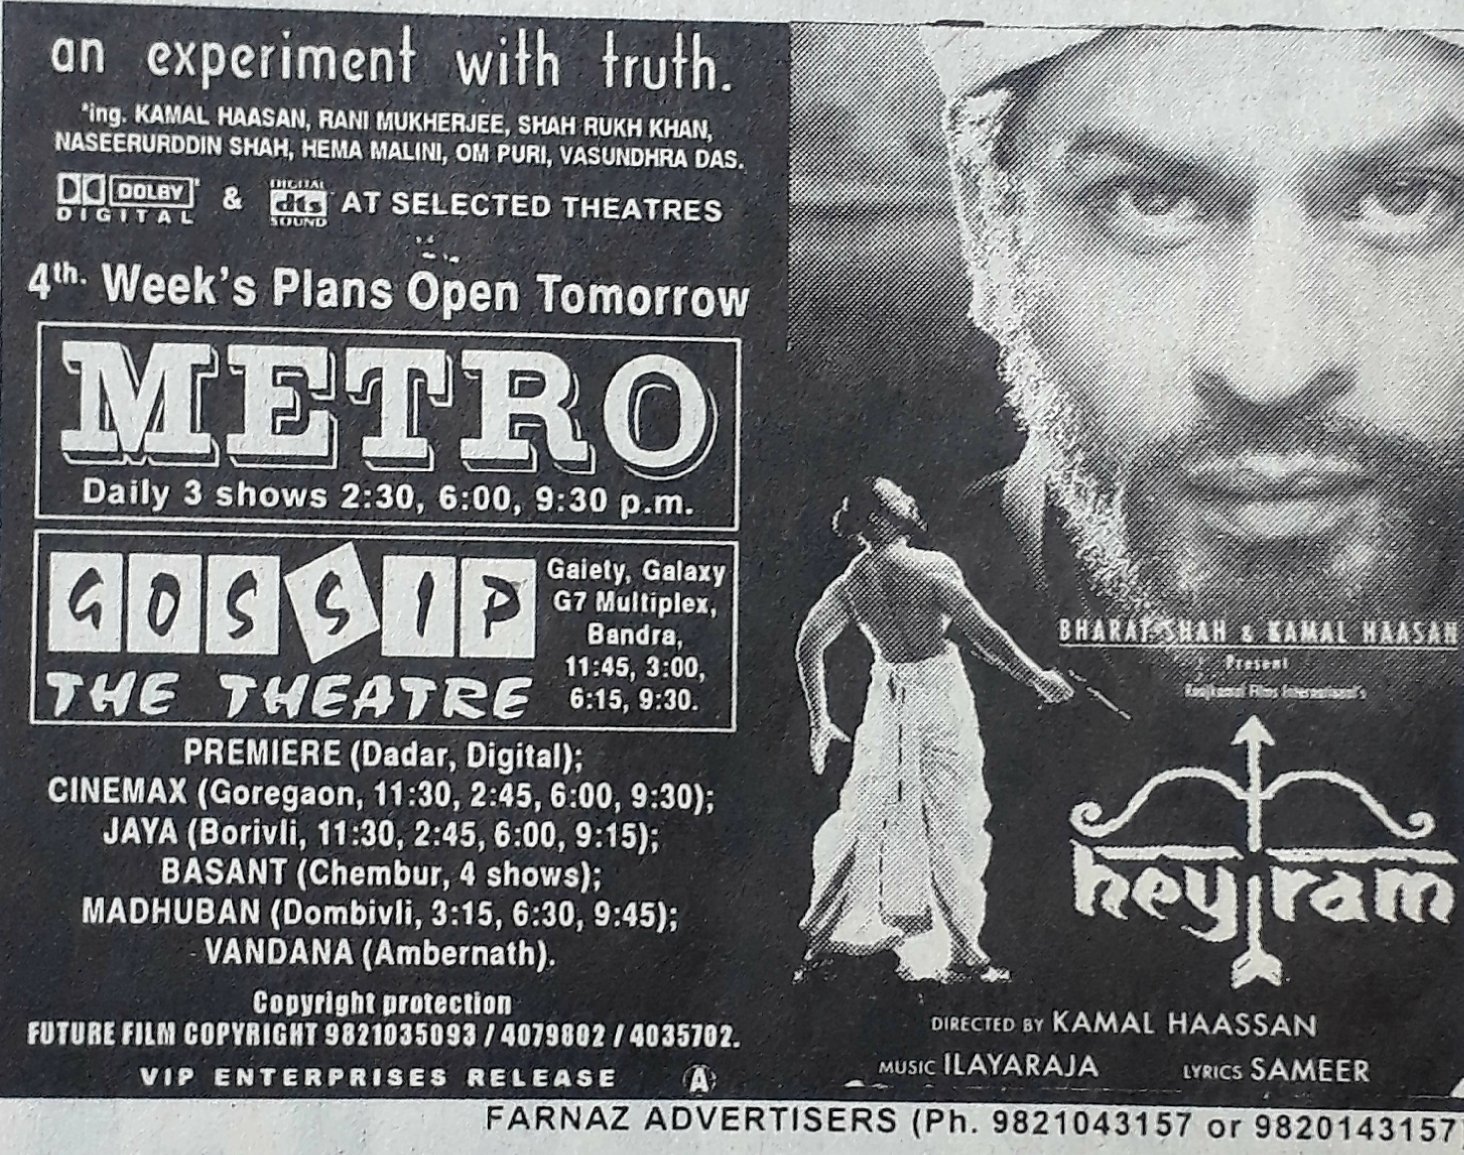 an experiment with truth.
*ing. KAMAL HAASAN, RANI MUKHERJEE, SHAH RUKH KHAN,
NASEERURDDIN SHAH, HEMA MALINI, OM PURI, VASUNDHRA DAS.
DOLBY
DIGITAL
&
DIGITAL
dts
SOUND
AT SELECTED THEATRES
4th. Week's Plans Open Tomorrow
METRO
Daily 3 shows 2:30, 6:00, 9:30 p.m.
GOSSIP
THE THEATRE
Gaiety, Galaxy
G7 Multiplex,
Bandra,
11:45, 3:00,
6:15, 9:30.
PREMIERE (Dadar, Digital);
CINEMAX (Goregaon, 11:30, 2:45, 6:00, 9:30);
JAYA (Borivli, 11:30, 2:45, 6:00, 9:15);
BASANT (Chembur, 4 shows);
MADHUBAN (Dombivli, 3:15, 6:30, 9:45);
VANDANA (Ambernath).
Copyright protection
FUTURE FILM COPYRIGHT 9821035093 / 4079802 / 4035702.
VIP ENTERPRISES RELEASE A
BHARAT SHAH & KAMAL HAASAN
Present
Raajkamal Films International's
hey ram
DIRECTED BY KAMAL HAASSAN
MUSIC ILAYARAJA LYRICS SAMEER
FARNAZ ADVERTISERS (Ph. 9821043157 or 9820143157)